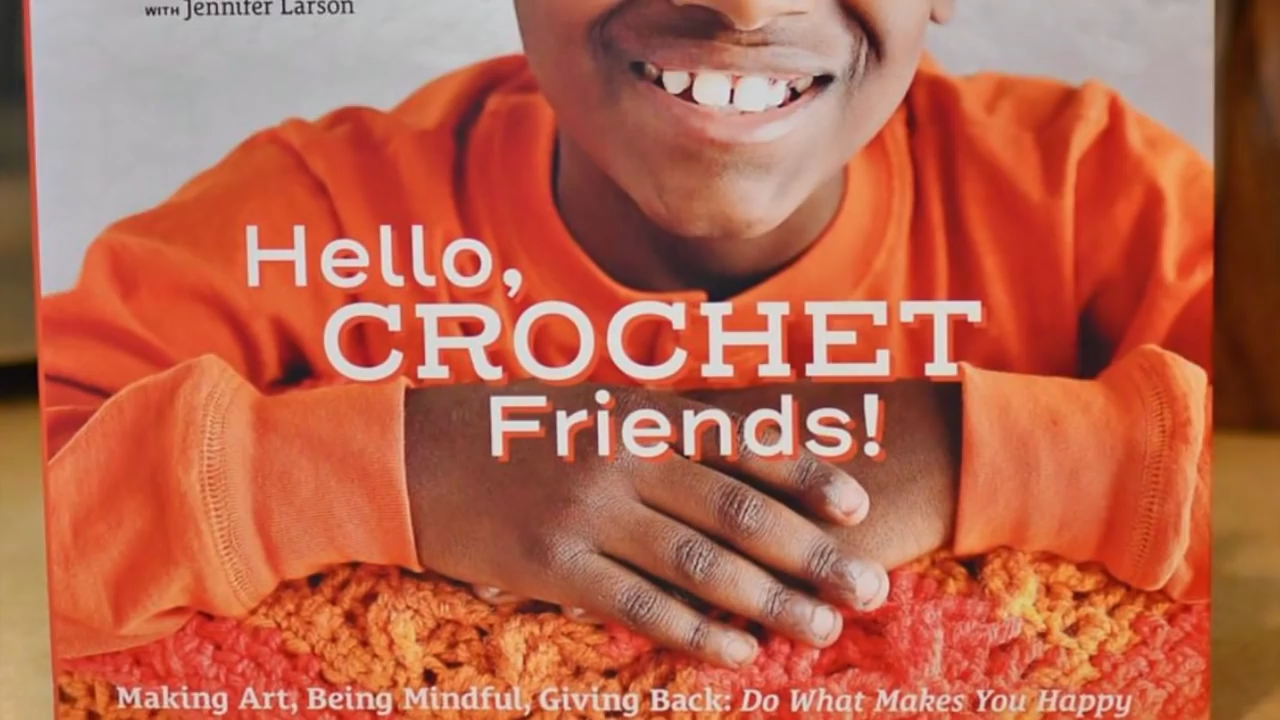 WITH Jennifer Larson
Hello,
CROCHET
Friends!
Making Art, Being Mindful, Giving Back: Do What Makes You Happy